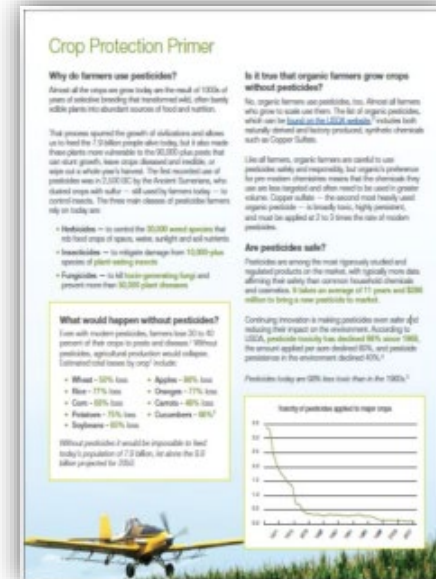 Crop Protection Primer
Why do farmers use pesticides?
Almost all the crops we grow today are the result of 1000s of
years of selective breeding that transformed wild, often barely
edible plants into abundant sources of food and nutrition.
That process spurred the growth of civilizations and allows
us to feed the 7.9 billion people alive today, but it also made
these plants more vulnerable to the 90,000 plus pests that
can stunt growth, leave crops diseased and inedible, or
wipe out a whole year's harvest. The first recorded use of
pesticides was in 2,500 BC by the Ancient Sumerians, who
dusted crops with sulfur — still used by farmers today — to
control insects. The three main classes of pesticides farmers
rely on today are:
• Herbicides — to control the 30,000 weed species that
rob food crops of space, water, sunlight and soil nutrients
• Insecticides — to mitigate damage from 10,000 plus
species of plant-eating insects
• Fungicides — to kill toxin-generating fungi and
prevent more than 50,000 plant diseases
What would happen without pesticides?
Even with modern pesticides, farmers lose 20 to 40
percent of their crops to pests and disease. Without
pesticides, agricultural production would collapse.
Estimated total losses by crop include:
• Wheat – 50% loss
• Rice – 77% loss
• Corn – loss
• Potatoes – 75% loss
• Soybeans – 60% loss
• Apples – loss
• Oranges – 77% loss
• Carrots – loss
• Cucumbers –
Without pesticides it would be impossible to feed
today's population of 7.9 billion, let alone the
billion projected for 2050.
Is it true that organic farmers grow crops
without pesticides?
No, organic farmers use pesticides, too. Almost all farmers
who grow to scale use them. The list of organic pesticides,
which can be found on the USDA website, includes both
naturally derived and factory produced, synthetic chemicals
such as Copper Sulfate.
Like all farmers, organic farmers are careful to use
pesticides safely and responsibly, but organic's preference
for pre-modern chemistries means that the chemicals they
use are less targeted and often need to be used in greater
volume. Copper sulfate — the second most heavily used
organic pesticide — is broadly toxic, highly persistent,
and must be applied at 2 to 3 times the rate of modern
pesticides.
Are pesticides safe?
Pesticides are among the most rigorously studied and
regulated products on the market, with typically more data
affirming their safety than common household chemicals
and cosmetics. It takes an average of 11 years and $286
million to bring a new pesticide to market.
Continuing innovation is making pesticides even safer and
reducing their impact on the environment. According to
USDA, pesticide toxicity has declined 98% since 1968,
the amount applied per acre declined and pesticide
persistence in the environment declined
Pesticides today are 98% less toxic than in the 1960s.
Toxicity of pesticides applied to major crops